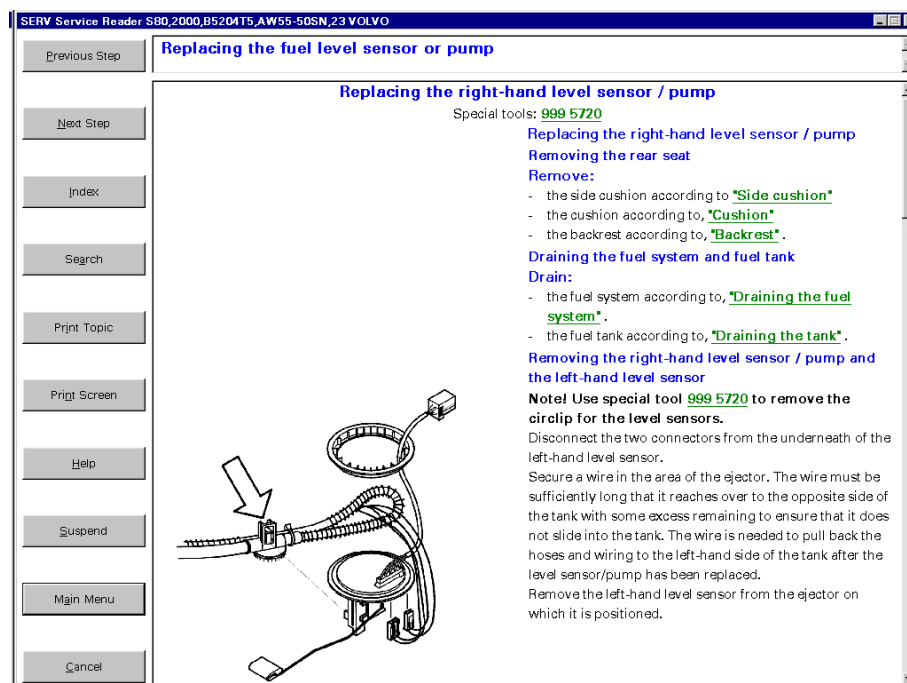 SERV Service Reader S80,2000,B5204T5,AW55-50SN,23 VOLVO
Previous Step
Next Step
Index
Search
Print Topic
Print Screen
Help
Suspend
Main Menu
Cancel
Replacing the fuel level sensor or pump
Replacing the right-hand level sensor / pump
Special tools: 999 5720
Replacing the right-hand level sensor / pump
Removing the rear seat
Remove:
- the side cushion according to "Side cushion"
- the cushion according to, "Cushion"
- the backrest according to, "Backrest" .
Draining the fuel system and fuel tank
Drain:
- the fuel system according to, "Draining the fuel
system" .
- the fuel tank according to, "Draining the tank" .
Removing the right-hand level sensor / pump and
the left-hand level sensor
Note! Use special tool 999 5720 to remove the
circlip for the level sensors.
Disconnect the two connectors from the underneath of the
left-hand level sensor.
Secure a wire in the area of the ejector. The wire must be
sufficiently long that it reaches over to the opposite side of
the tank with some excess remaining to ensure that it does
not slide into the tank. The wire is needed to pull back the
hoses and wiring to the left-hand side of the tank after the
level sensor/pump has been replaced.
Remove the left-hand level sensor from the ejector on
which it is positioned.